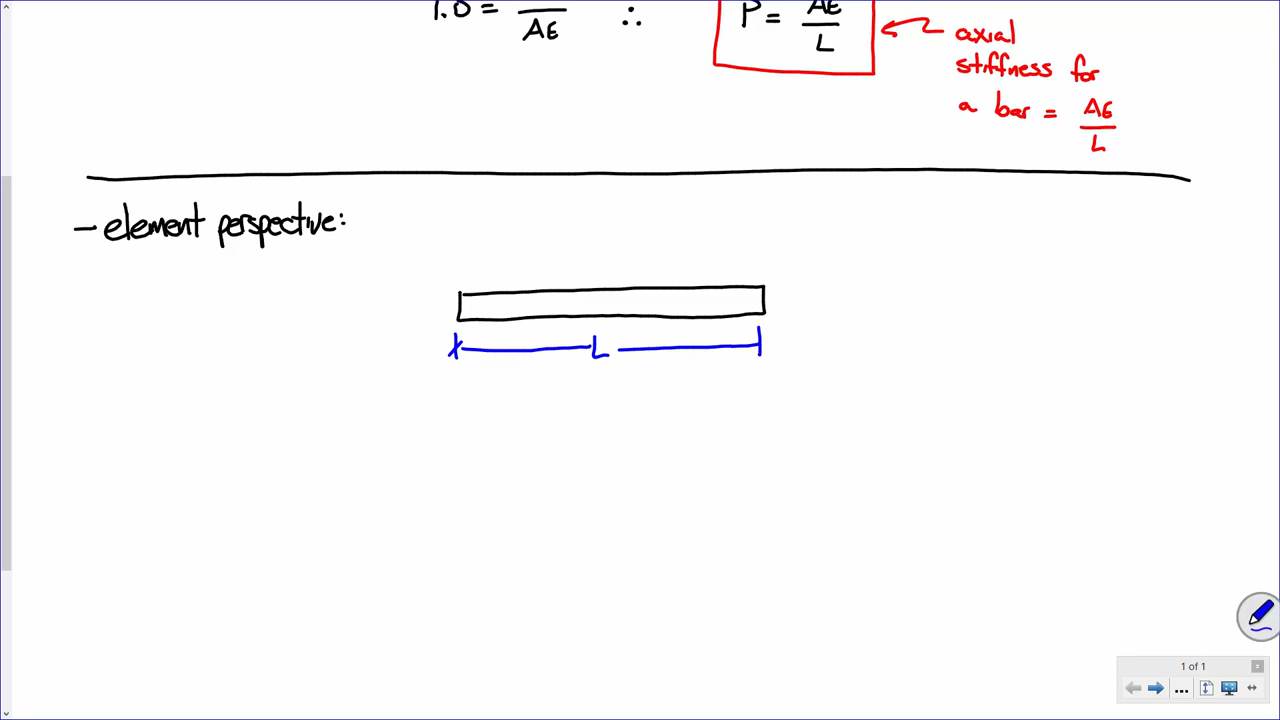 1.0 = ―/AE ∴ P = AE/L
axial
stiffness for
a bar = AE/L
– element perspective:
L
1 of 1
...